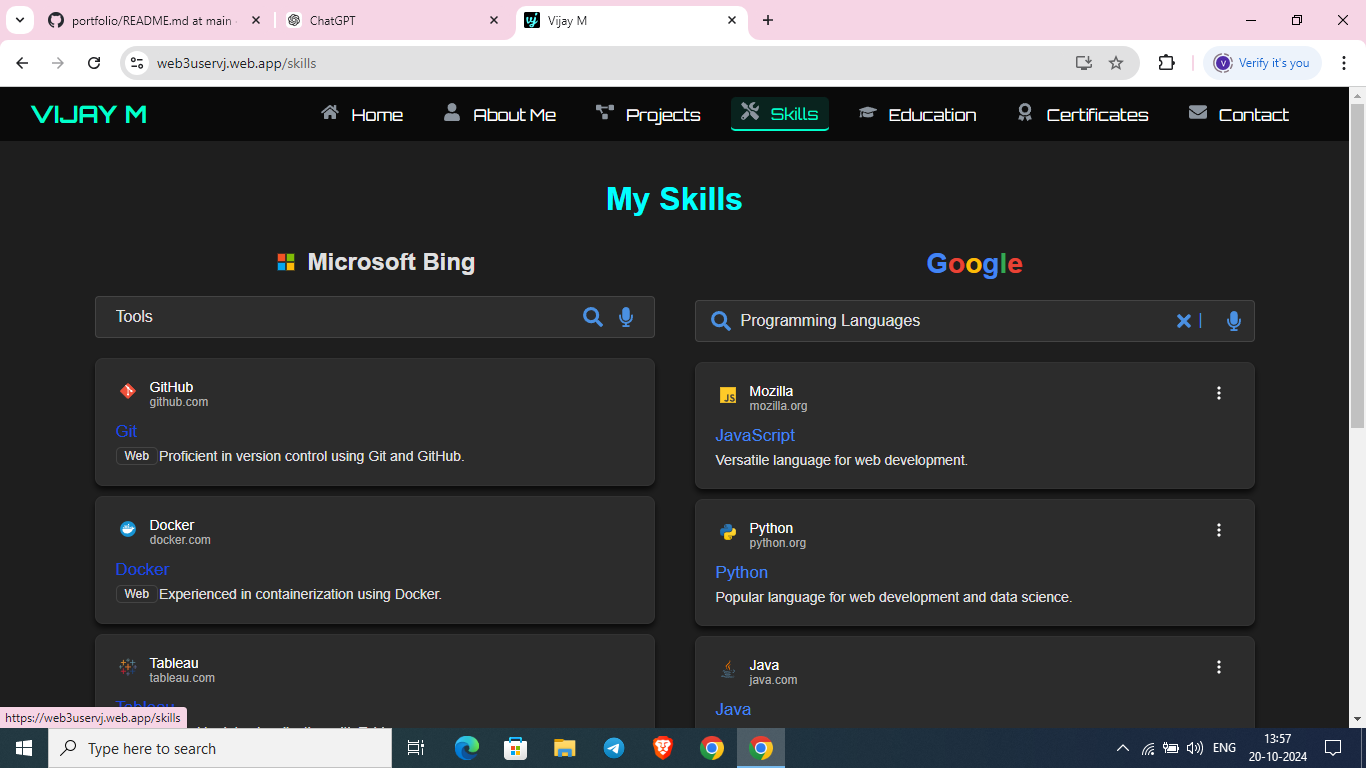 portfolio/README.md at main
ChatGPT
Vijay M
web3uservj.web.app/skills
Verify it's you
VIJAY M
Home
About Me
Projects
Skills
Education
Certificates
Contact
My Skills
Microsoft Bing
Tools
GitHub
github.com
Git
Web Proficient in version control using Git and GitHub.
Docker
docker.com
Docker
Web Experienced in containerization using Docker.
Tableau
tableau.com
Tableau
Google
Programming Languages
JS
Mozilla
mozilla.org
JavaScript
Versatile language for web development.
Python
python.org
Python
Popular language for web development and data science.
Java
java.com
Java
https://web3uservj.web.app/skills
Type here to search
ENG
13:57
20-10-2024